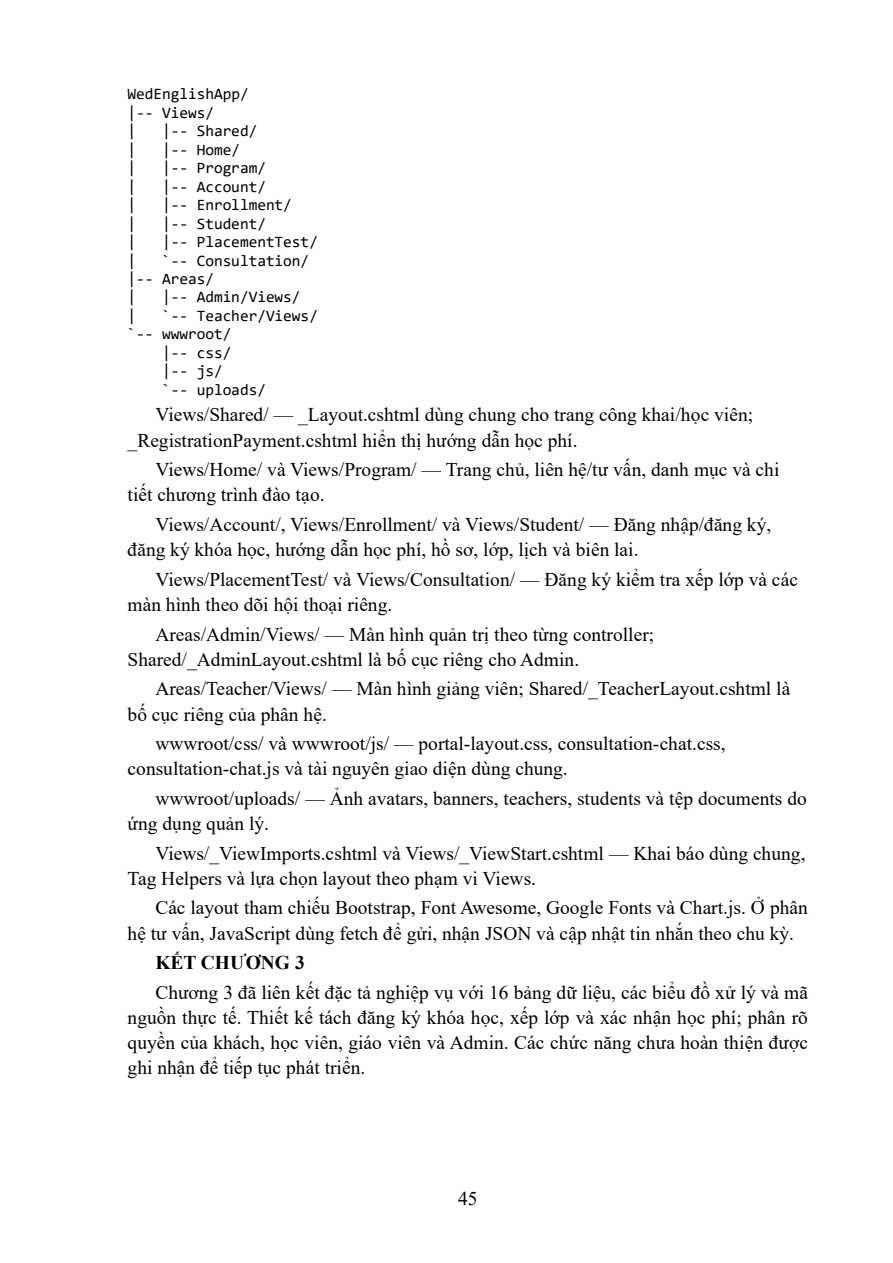 WedEnglishApp/
|-- Views/
|   |-- Shared/
|   |-- Home/
|   |-- Program/
|   |-- Account/
|   |-- Enrollment/
|   |-- Student/
|   |-- PlacementTest/
|   `-- Consultation/
|-- Areas/
|   |-- Admin/Views/
|   `-- Teacher/Views/
`-- wwwroot/
    |-- css/
    |-- js/
    `-- uploads/
Views/Shared/ — _Layout.cshtml dùng chung cho trang công khai/học viên;
_RegistrationPayment.cshtml hiển thị hướng dẫn học phí.
Views/Home/ và Views/Program/ — Trang chủ, liên hệ/tư vấn, danh mục và chi
tiết chương trình đào tạo.
Views/Account/, Views/Enrollment/ và Views/Student/ — Đăng nhập/đăng ký,
đăng ký khóa học, hướng dẫn học phí, hồ sơ, lớp, lịch và biên lai.
Views/PlacementTest/ và Views/Consultation/ — Đăng ký kiểm tra xếp lớp và các
màn hình theo dõi hội thoại riêng.
Areas/Admin/Views/ — Màn hình quản trị theo từng controller;
Shared/_AdminLayout.cshtml là bố cục riêng cho Admin.
Areas/Teacher/Views/ — Màn hình giảng viên; Shared/_TeacherLayout.cshtml là
bố cục riêng của phân hệ.
wwwroot/css/ và wwwroot/js/ — portal-layout.css, consultation-chat.css,
consultation-chat.js và tài nguyên giao diện dùng chung.
wwwroot/uploads/ — Ảnh avatars, banners, teachers, students và tệp documents do
ứng dụng quản lý.
Views/_ViewImports.cshtml và Views/_ViewStart.cshtml — Khai báo dùng chung,
Tag Helpers và lựa chọn layout theo phạm vi Views.
Các layout tham chiếu Bootstrap, Font Awesome, Google Fonts và Chart.js. Ở phân
hệ tư vấn, JavaScript dùng fetch để gửi, nhận JSON và cập nhật tin nhắn theo chu kỳ.
KẾT CHƯƠNG 3
Chương 3 đã liên kết đặc tả nghiệp vụ với 16 bảng dữ liệu, các biểu đồ xử lý và mã
nguồn thực tế. Thiết kế tách đăng ký khóa học, xếp lớp và xác nhận học phí; phân rõ
quyền của khách, học viên, giáo viên và Admin. Các chức năng chưa hoàn thiện được
ghi nhận để tiếp tục phát triển.
45